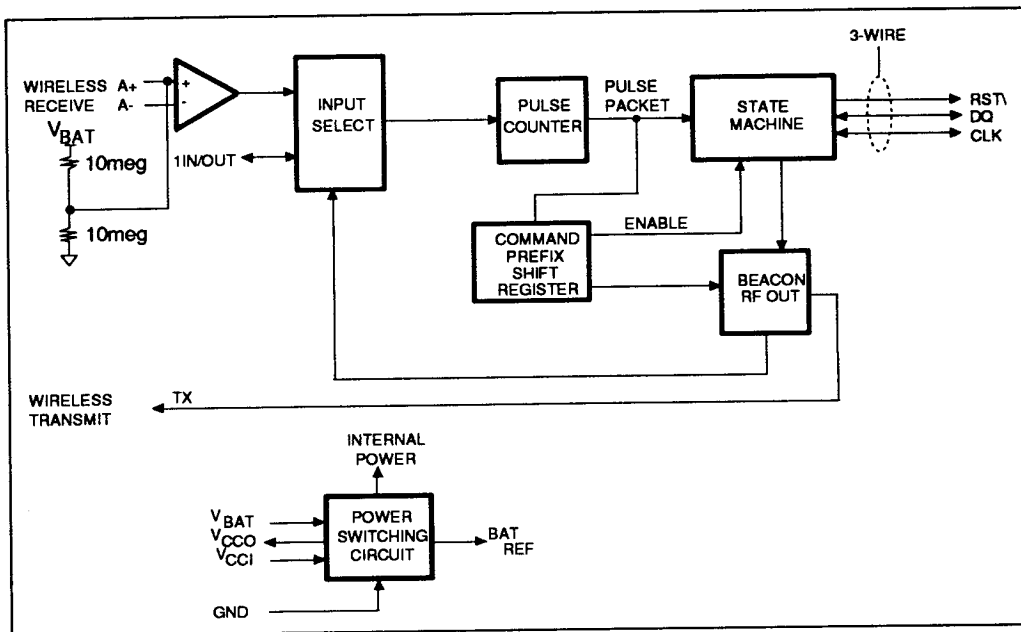 3-WIRE
WIRELESS A+
RECEIVE A-
+
-
INPUT
SELECT
PULSE
COUNTER
PULSE
PACKET
STATE
MACHINE
RST\
DQ
CLK
VBAT
10meg
1IN/OUT
10meg
COMMAND
PREFIX
SHIFT
REGISTER
ENABLE
BEACON
RF OUT
WIRELESS
TRANSMIT
TX
INTERNAL
POWER
VBAT
VCCO
VCCI
POWER
SWITCHING
CIRCUIT
BAT
REF
GND